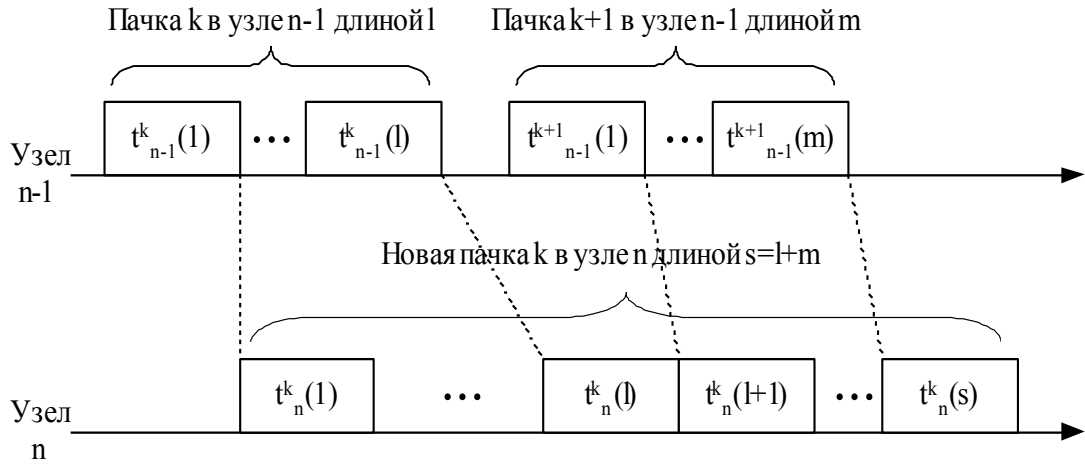 Пачка k в узле n-1 длиной l Пачка k+1 в узле n-1 длиной m
t^k_{n-1}(1) ••• t^k_{n-1}(l) t^{k+1}_{n-1}(1) ••• t^{k+1}_{n-1}(m)
Узел
n-1
Новая пачка k в узле n длиной s=l+m
t^k_n(1) ••• t^k_n(l) t^k_n(l+1) ••• t^k_n(s)
Узел
n